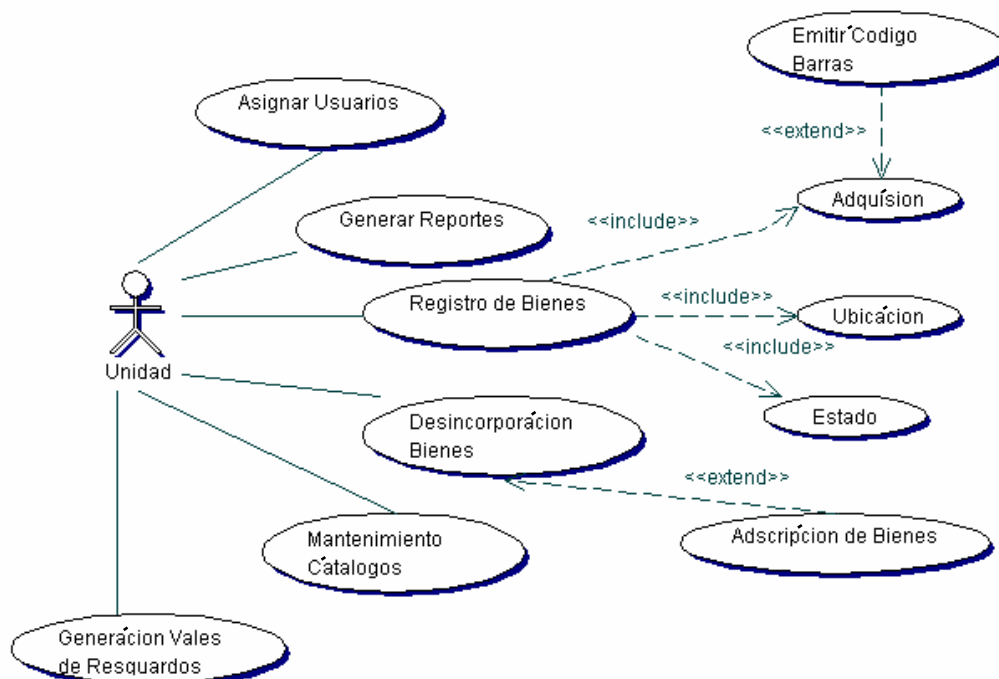 Emitir Codigo
Barras
Asignar Usuarios
<<extend>>
Adquision
Generar Reportes
<<include>>
Registro de Bienes
<<include>>
Ubicacion
<<include>>
Unidad
Estado
Desincorporacion
Bienes
<<extend>>
Adscripcion de Bienes
Mantenimiento
Catalogos
Generacion Vales
de Resquardos